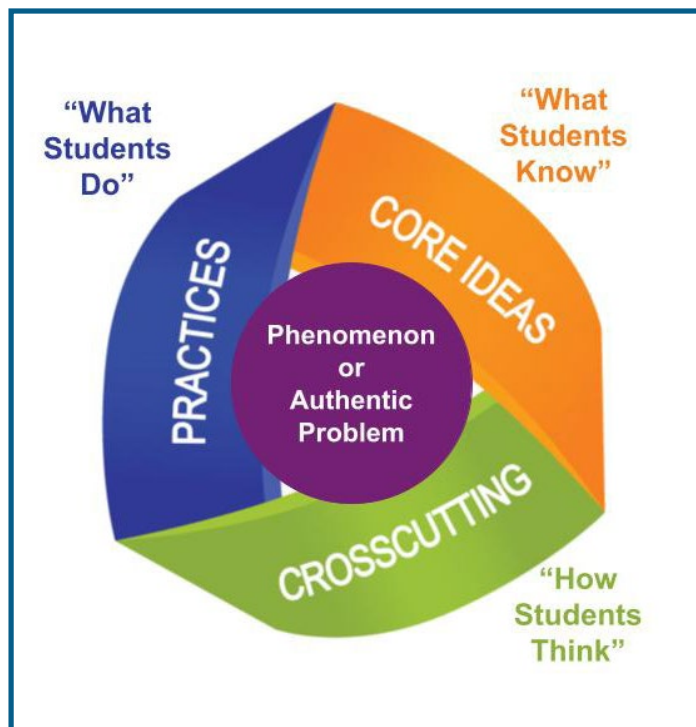 “What
Students
Do”
“What
Students
Know”
PRACTICES
CORE IDEAS
Phenomenon
or
Authentic
Problem
CROSSCUTTING
“How
Students
Think”